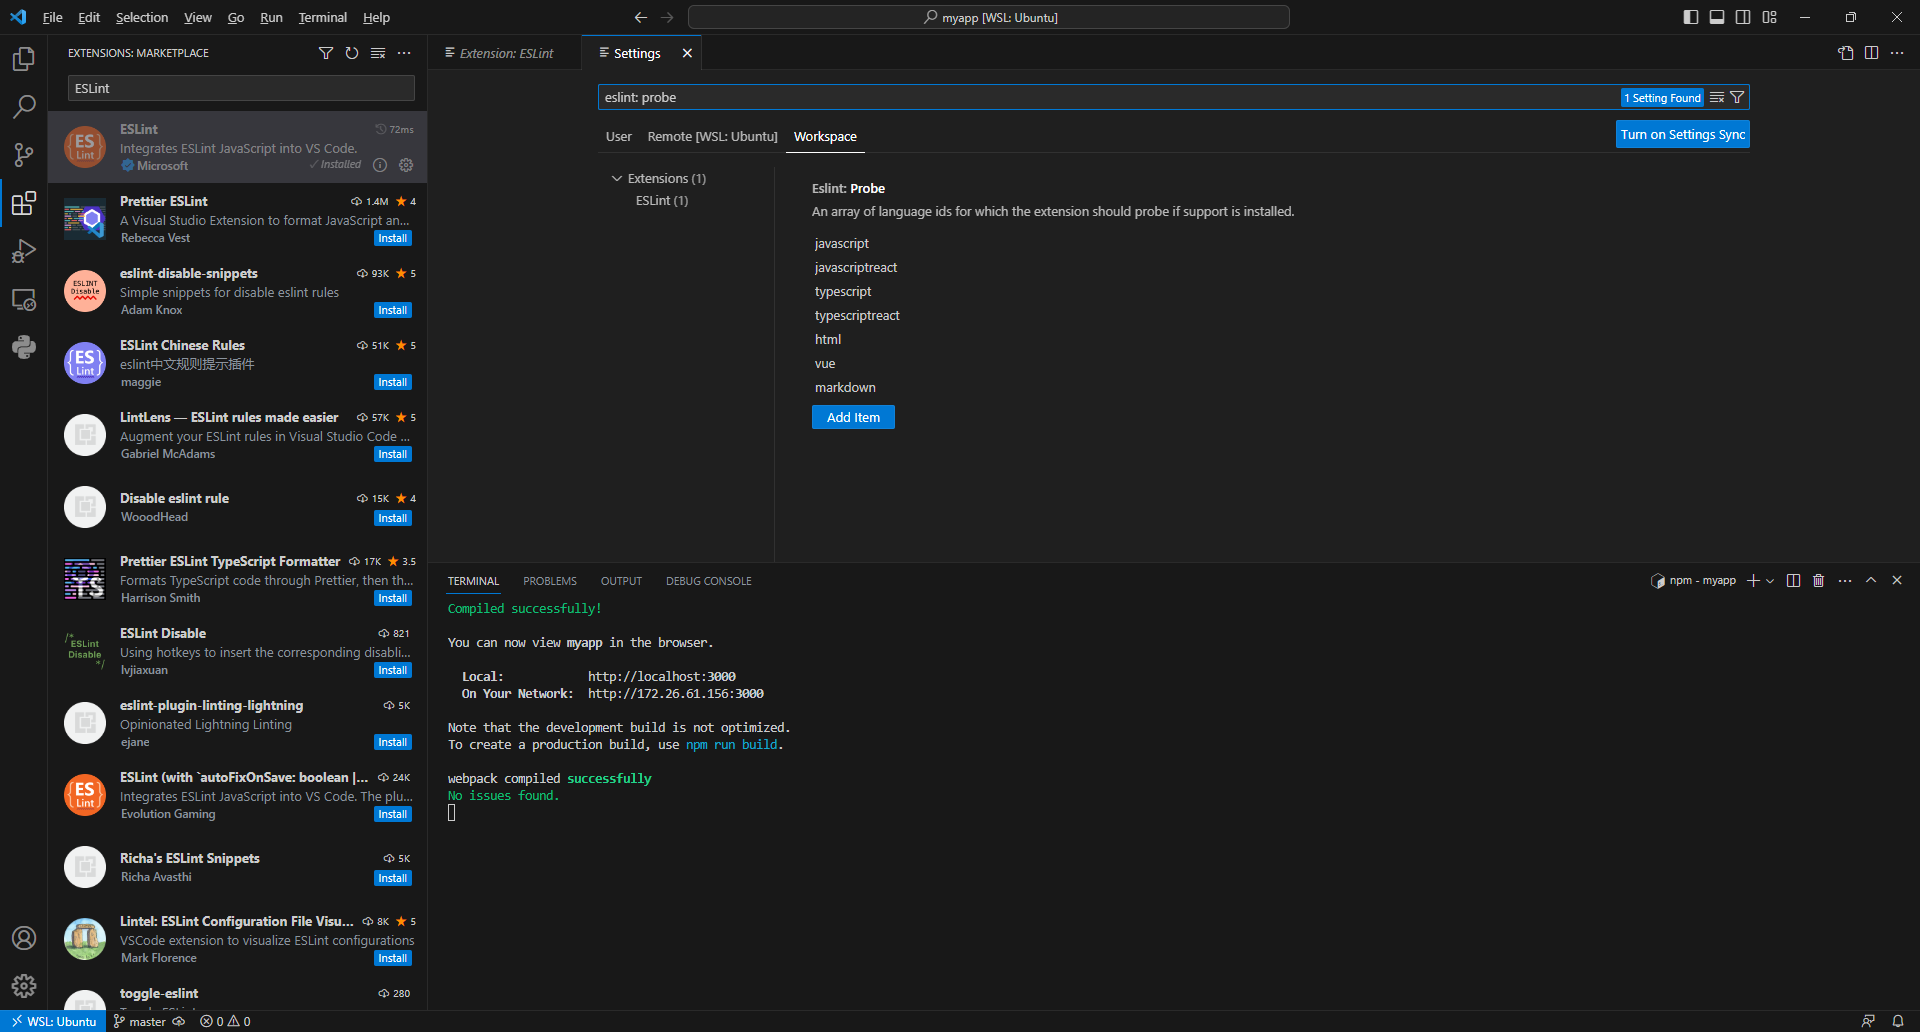 File Edit Selection View Go Run Terminal Help
myapp [WSL: Ubuntu]
EXTENSIONS: MARKETPLACE
ESLint
ES
Lint
ESLint
72ms
Integrates ESLint JavaScript into VS Code.
Microsoft
Installed
Prettier ESLint
1.4M
4
A Visual Studio Extension to format JavaScript an...
Rebecca Vest
Install
ESLINT
Disable
eslint-disable-snippets
93K
5
Simple snippets for disable eslint rules
Adam Knox
Install
{ES}
Lint
ESLint Chinese Rules
51K
5
eslint中文规则提示插件
maggie
Install
LintLens — ESLint rules made easier
57K
5
Augment your ESLint rules in Visual Studio Code ...
Gabriel McAdams
Install
Disable eslint rule
15K
4
WooodHead
Install
TS
Prettier ESLint TypeScript Formatter
17K
3.5
Formats TypeScript code through Prettier, then th...
Harrison Smith
Install
/*
ESLint
Disable
*/
ESLint Disable
821
Using hotkeys to insert the corresponding disabli...
lvjiaxuan
Install
eslint-plugin-linting-lightning
5K
Opinionated Lightning Linting
ejane
Install
{ES}
Lint
ESLint (with `autoFixOnSave: boolean |...
24K
Integrates ESLint JavaScript into VS Code. The plu...
Evolution Gaming
Install
Richa's ESLint Snippets
5K
Richa Avasthi
Install
Lintel: ESLint Configuration File Visu...
8K
5
VSCode extension to visualize ESLint configurations
Mark Florence
Install
toggle-eslint
280
Extension: ESLint
Settings
eslint: probe
1 Setting Found
User
Remote [WSL: Ubuntu]
Workspace
Turn on Settings Sync
Extensions (1)
ESLint (1)
Eslint: Probe
An array of language ids for which the extension should probe if support is installed.
javascript
javascriptreact
typescript
typescriptreact
html
vue
markdown
Add Item
TERMINAL
PROBLEMS
OUTPUT
DEBUG CONSOLE
npm - myapp
Compiled successfully!
You can now view myapp in the browser.
Local: http://localhost:3000
On Your Network: http://172.26.61.156:3000
Note that the development build is not optimized.
To create a production build, use npm run build.
webpack compiled successfully
No issues found.
WSL: Ubuntu
master
0
0